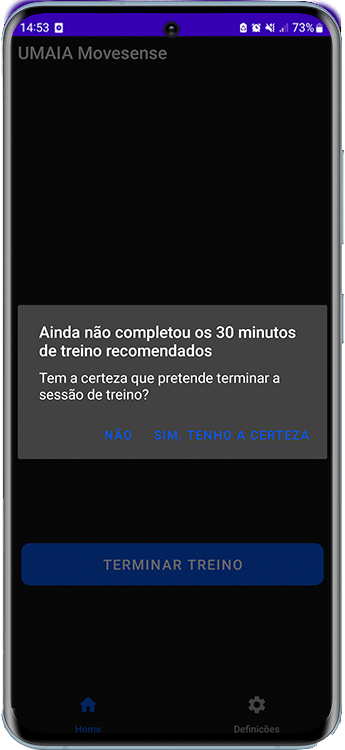 14:53 73%
UMAIA Movesense
Ainda não completou os 30 minutos
de treino recomendados
Tem a certeza que pretende terminar a
sessão de treino?
NÃO SIM, TENHO A CERTEZA
TERMINAR TREINO
Home Definições